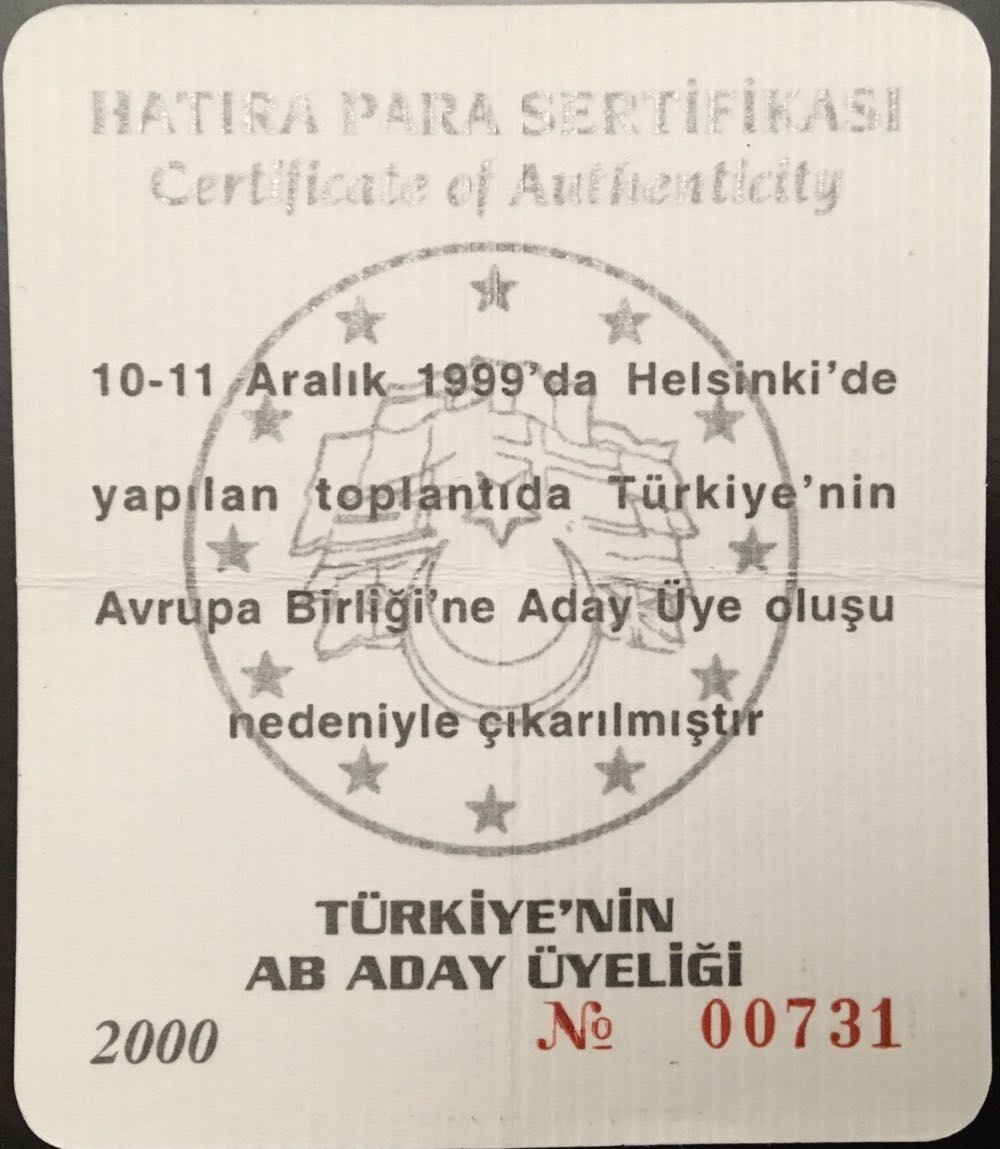 HATIRA PARA SERTİFİKASI
Certificate of Authenticity
10-11 Aralık 1999'da Helsinki'de
yapılan toplantıda Türkiye'nin
Avrupa Birliği'ne Aday Üye oluşu
nedeniyle çıkarılmıştır
TÜRKİYE'NİN
AB ADAY ÜYELİĞİ
2000 № 00731